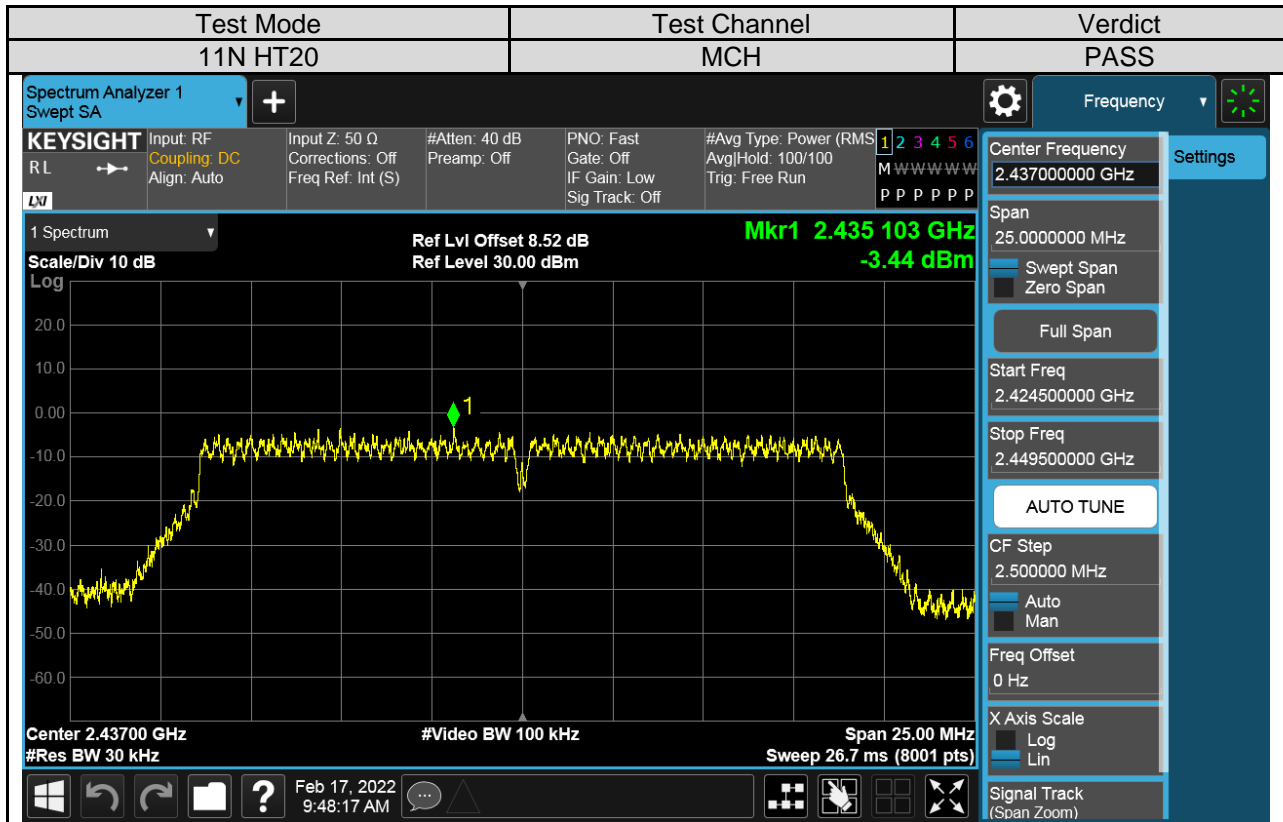 Test Mode Test Channel Verdict
11N HT20 MCH PASS
Spectrum Analyzer 1
Swept SA
Frequency
KEYSIGHT Input: RF Input Z: 50 Ω #Atten: 40 dB PNO: Fast #Avg Type: Power (RMS 1 2 3 4 5 6
RL Coupling: DC Corrections: Off Preamp: Off Gate: Off Avg|Hold: 100/100 M W W W W W
Align: Auto Freq Ref: Int (S) IF Gain: Low Trig: Free Run
LXI Sig Track: Off P P P P P P
1 Spectrum
Scale/Div 10 dB
Ref Lvl Offset 8.52 dB
Ref Level 30.00 dBm
Mkr1 2.435 103 GHz
-3.44 dBm
Log
20.0
10.0
0.00
-10.0
-20.0
-30.0
-40.0
-50.0
-60.0
1
Center 2.43700 GHz #Video BW 100 kHz Span 25.00 MHz
#Res BW 30 kHz Sweep 26.7 ms (8001 pts)
Center Frequency
2.437000000 GHz
Settings
Span
25.0000000 MHz
Swept Span
Zero Span
Full Span
Start Freq
2.424500000 GHz
Stop Freq
2.449500000 GHz
AUTO TUNE
CF Step
2.500000 MHz
Auto
Man
Freq Offset
0 Hz
X Axis Scale
Log
Lin
Signal Track
(Span Zoom)
?
Feb 17, 2022
9:48:17 AM